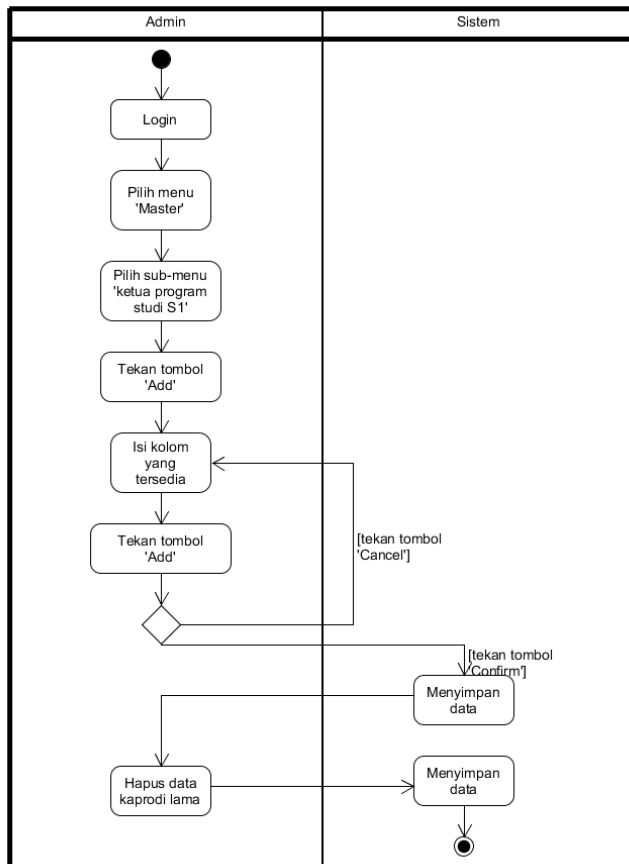 Admin
Sistem
Login
Pilih menu
'Master'
Pilih sub-menu
'ketua program
studi S1'
Tekan tombol
'Add'
Isi kolom
yang
tersedia
Tekan tombol
'Add'
[tekan tombol
'Cancel']
[tekan tombol
'Confirm']
Menyimpan
data
Hapus data
kaprodi lama
Menyimpan
data